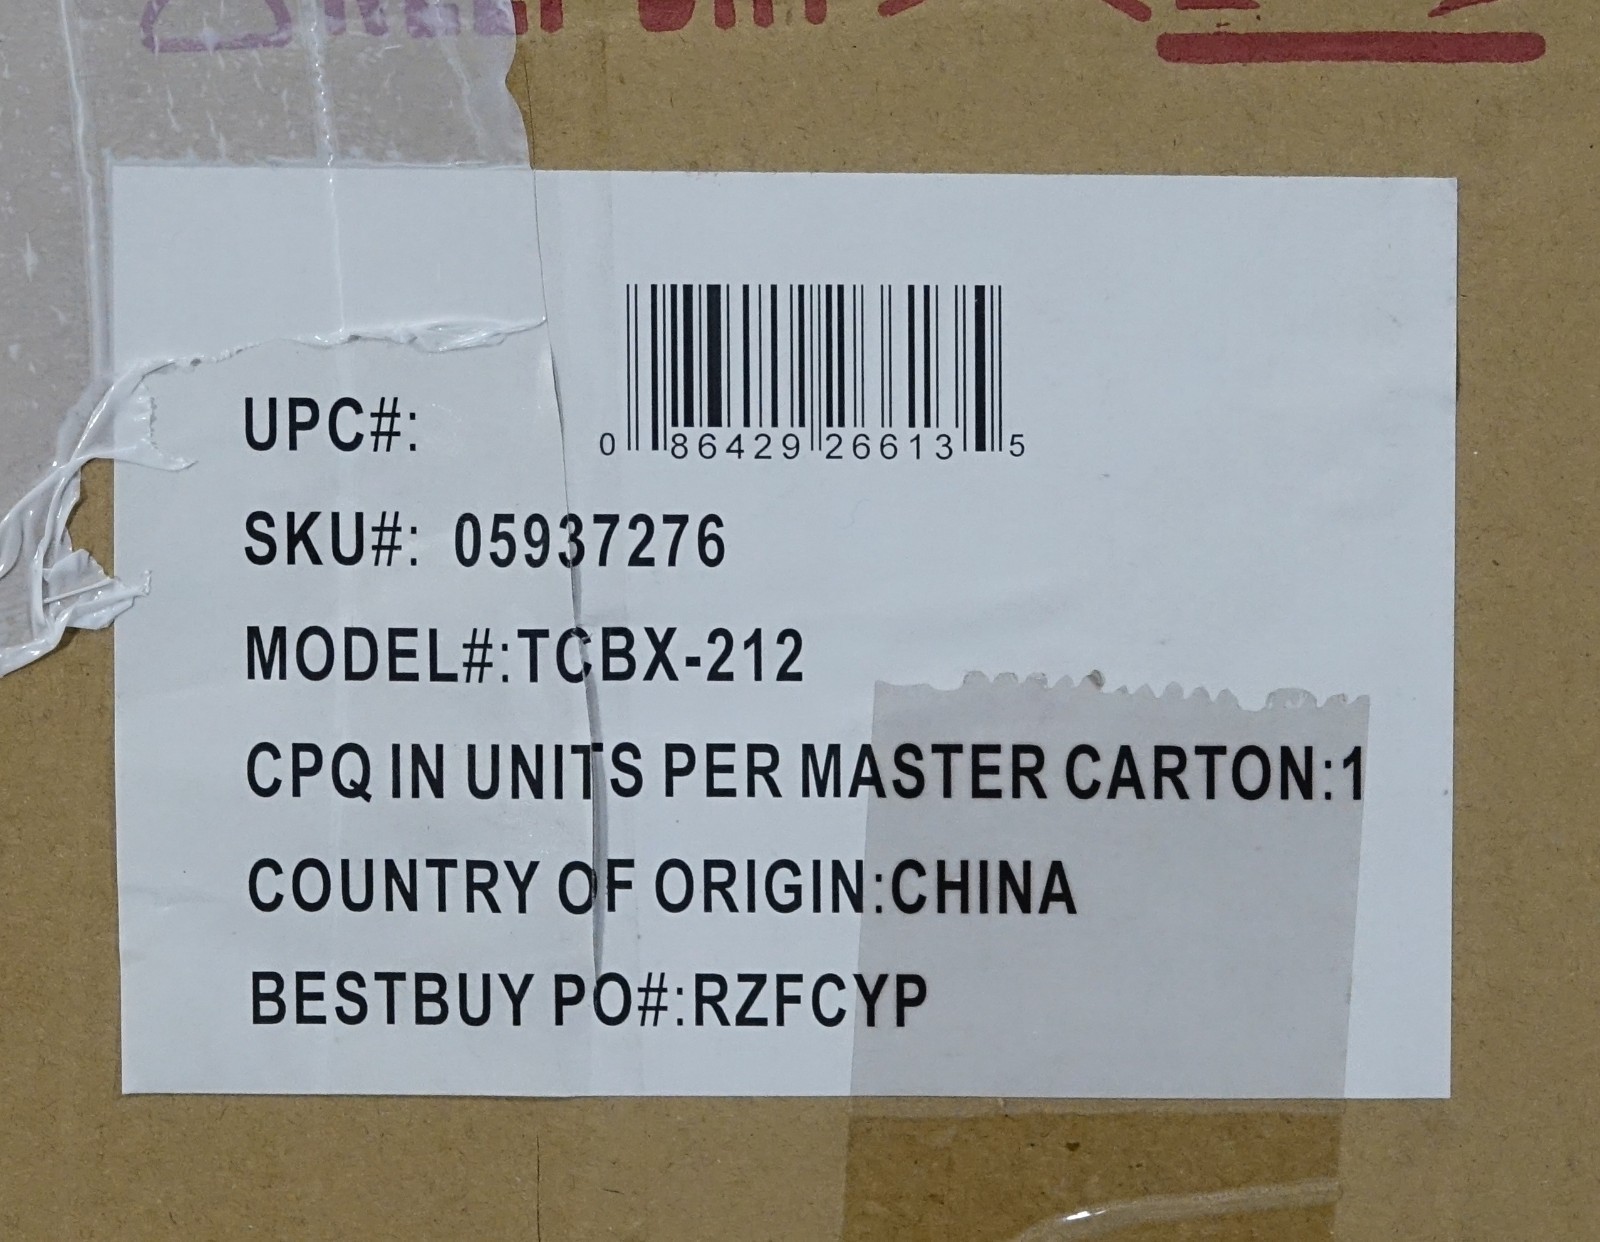 0 86429 26613 5
UPC#:
SKU#: 05937276
MODEL#:TCBX-212
CPQ IN UNITS PER MASTER CARTON:1
COUNTRY OF ORIGIN:CHINA
BESTBUY PO#:RZFCYP